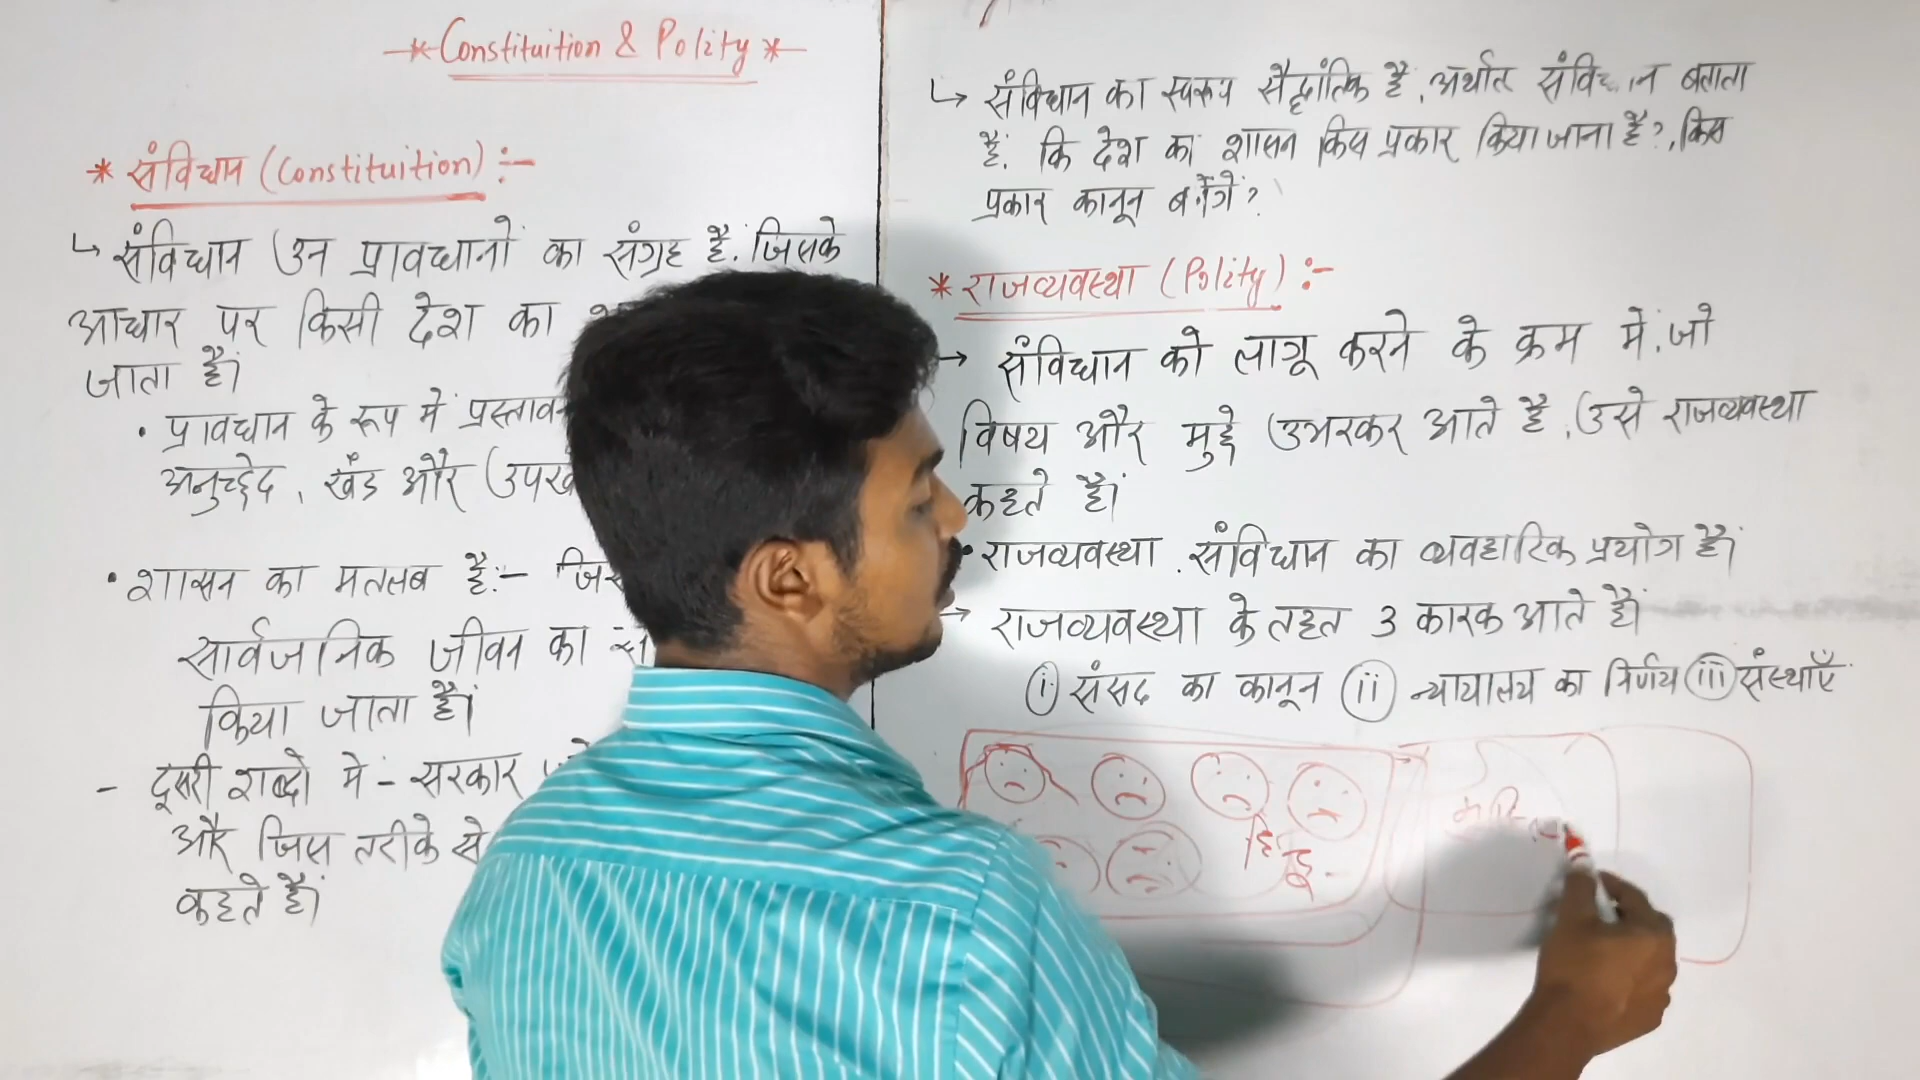 Constituition & Polity
* संविधान (Constituition) :-
↳ संविधान उन प्रावधानों का संग्रह है. जिसके
आधार पर किसी देश का
जाता है।
• प्रावधान के रूप में प्रस्ताव
अनुच्छेद, खंड और उपखं
• शासन का मतलब है:- जिस
सार्वजनिक जीवन का
किया जाता है।
- दूसरी शब्दो मे - सरकार
और जिस तरीके से
कहते है।
↳ संविधान का स्वरूप सैद्धांतिक है, अर्थात संविधान बताता
है. कि देश का शासन किस प्रकार किया जाना है?, किस
प्रकार कानून बनेंगें?
* राजव्यवस्था (Polity) :-
→ संविधान को लागू करने के क्रम में. जो
विषय और मुद्दे उभरकर आते है, उसे राजव्यवस्था
कहते है।
• राजव्यवस्था. संविधान का व्यवहारिक प्रयोग है।
→ राजव्यवस्था के तहत 3 कारक आते है।
(i) संसद का कानून (ii) न्यायालय का निर्णय (iii) संस्थाएँ
हिन्दू